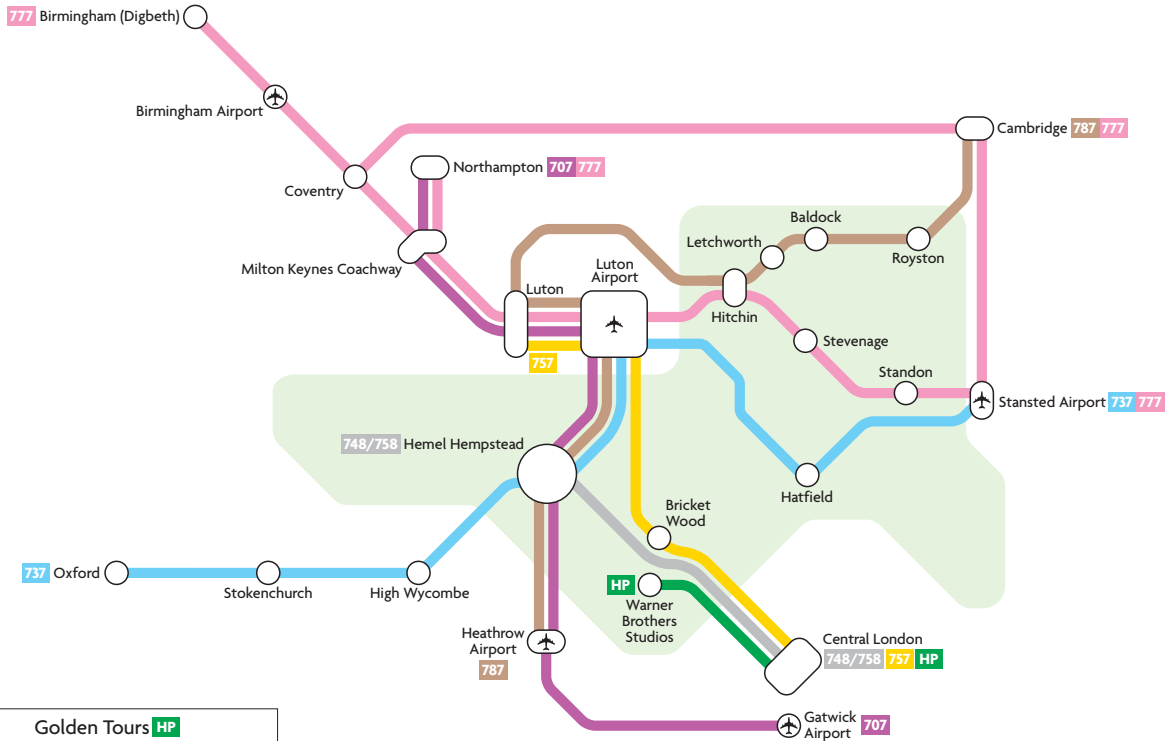 777 Birmingham (Digbeth)
Birmingham Airport
Coventry
Northampton 707 777
Cambridge 787 777
Milton Keynes Coachway
Luton
Luton
Airport
757
Hitchin
Letchworth
Baldock
Royston
Stevenage
Standon
Stansted Airport 737 777
748/758 Hemel Hempstead
Hatfield
Bricket
Wood
737 Oxford
Stokenchurch
High Wycombe
HP
Warner
Brothers
Studios
Heathrow
Airport
787
Central London
748/758 757 HP
Gatwick
Airport 707
Golden Tours HP